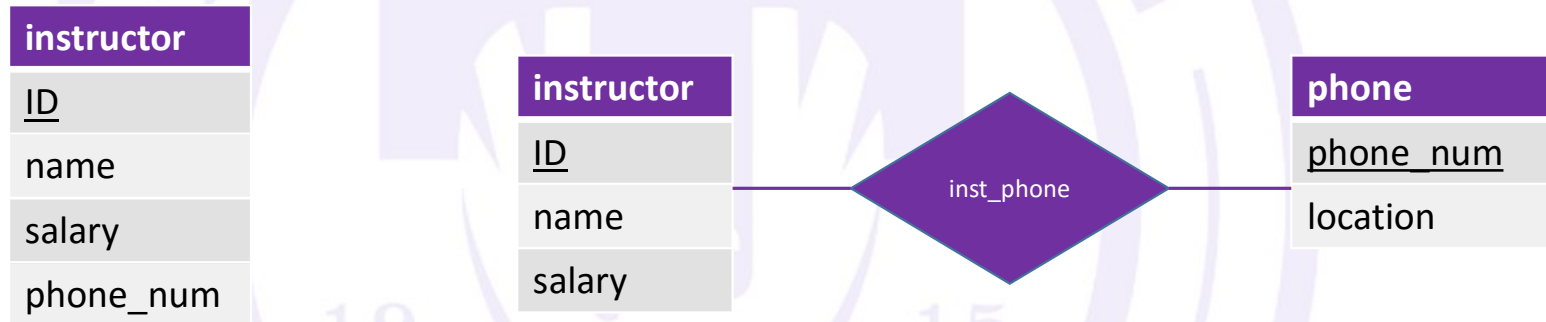 instructor
ID
name
salary
phone_num
instructor
ID
name
salary
inst_phone
phone
phone_num
location